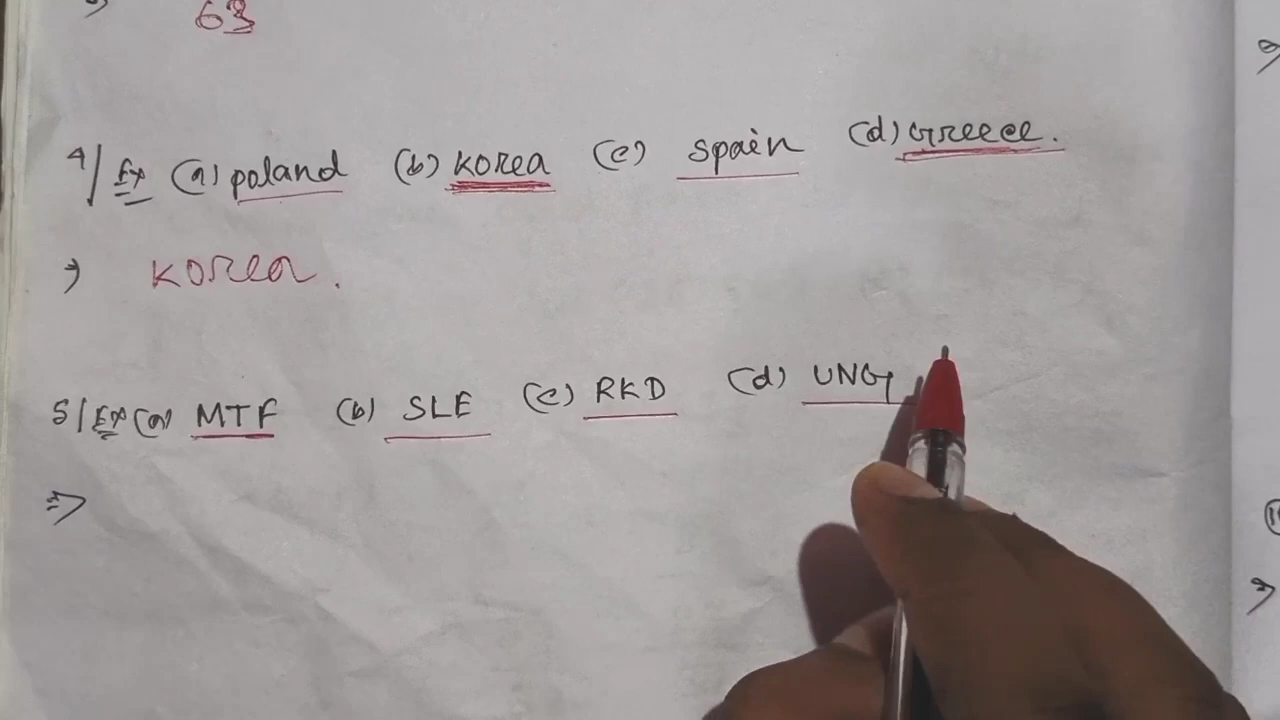 63
4/ Ex (a) poland (b) Korea (c) Spain (d) Greece.
→ Korea.
5/ Ex (a) MTF (b) SLE (c) RKD (d) UNG
⇒